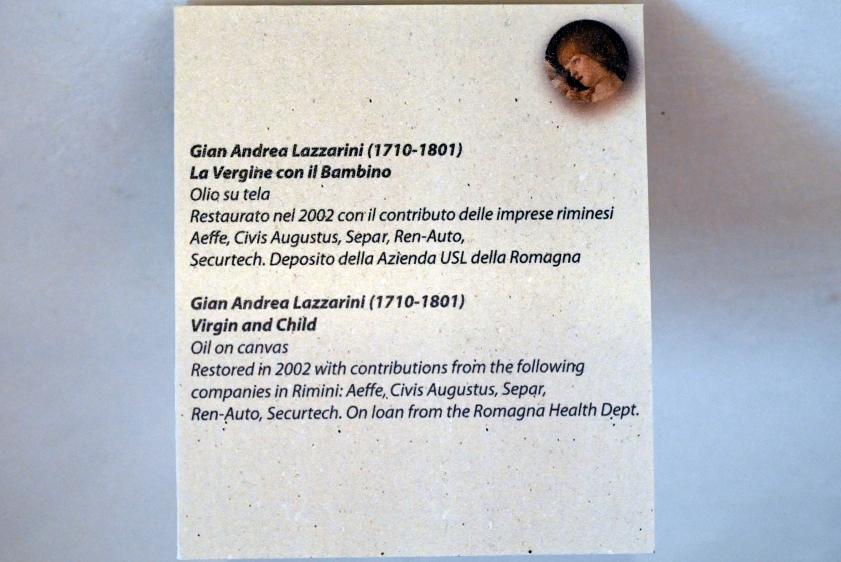 Gian Andrea Lazzarini (1710-1801)
La Vergine con il Bambino
Olio su tela
Restaurato nel 2002 con il contributo delle imprese riminesi
Aeffe, Civis Augustus, Separ, Ren-Auto,
Securtech. Deposito della Azienda USL della Romagna
Gian Andrea Lazzarini (1710-1801)
Virgin and Child
Oil on canvas
Restored in 2002 with contributions from the following
companies in Rimini: Aeffe, Civis Augustus, Separ,
Ren-Auto, Securtech. On loan from the Romagna Health Dept.